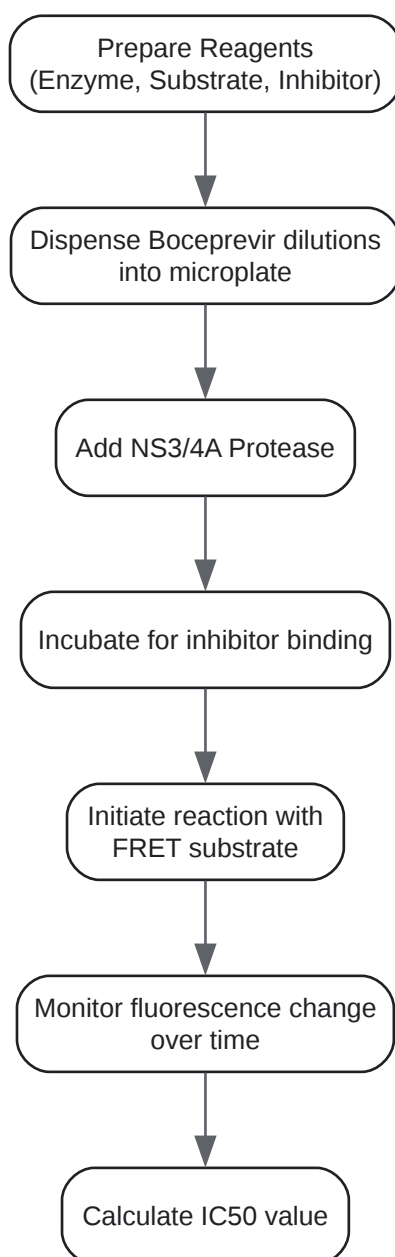 Prepare Reagents
(Enzyme, Substrate, Inhibitor)
Dispense Boceprevir dilutions
into microplate
Add NS3/4A Protease
Incubate for inhibitor binding
Initiate reaction with
FRET substrate
Monitor fluorescence change
over time
Calculate IC50 value